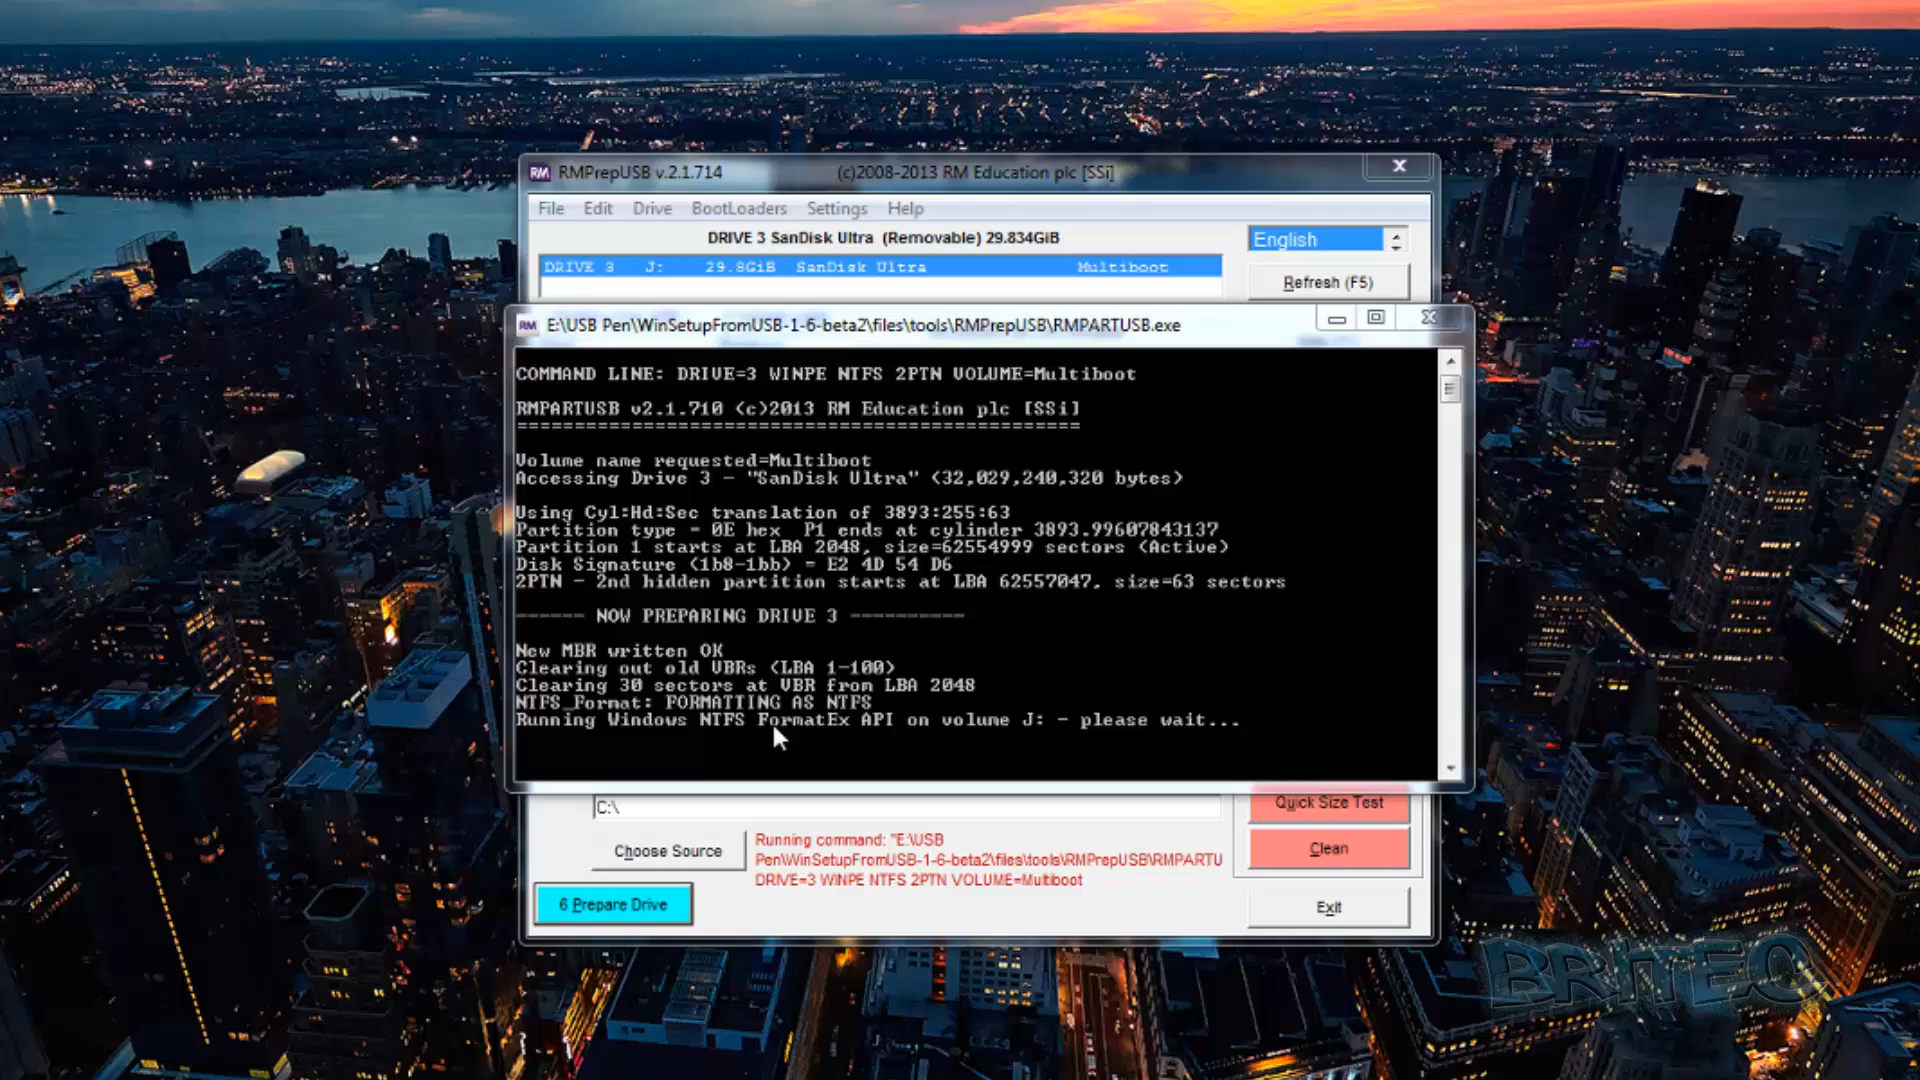 RM RMPrepUSB v.2.1.714 (c)2008-2013 RM Education plc [SSi]
File Edit Drive BootLoaders Settings Help
DRIVE 3 SanDisk Ultra (Removable) 29.834GiB
English
DRIVE 3 J: 29.8GiB SanDisk Ultra Multiboot
Refresh (F5)
RM E:\USB Pen\WinSetupFromUSB-1-6-beta2\files\tools\RMPrepUSB\RMPARTUSB.exe
COMMAND LINE: DRIVE=3 WINPE NTFS 2PTN VOLUME=Multiboot
RMPARTUSB v2.1.710 (c)2013 RM Education plc [SSi]
=================================================
Volume name requested=Multiboot
Accessing Drive 3 - "SanDisk Ultra" (32,029,240,320 bytes)
Using Cyl:Hd:Sec translation of 3893:255:63
Partition type = 0E hex  P1 ends at cylinder 3893.99607843137
Partition 1 starts at LBA 2048, size=62554999 sectors (Active)
Disk Signature (1b8-1bb) = E2 4D 54 D6
2PTN - 2nd hidden partition starts at LBA 62557047, size=63 sectors
------ NOW PREPARING DRIVE 3 ----------
New MBR written OK
Clearing out old VBRs (LBA 1-100)
Clearing 30 sectors at VBR from LBA 2048
NTFS_Format: FORMATTING AS NTFS
Running Windows NTFS FormatEx API on volume J: - please wait...
C:\
Quick Size Test
Choose Source
Running command: "E:\USB
Pen\WinSetupFromUSB-1-6-beta2\files\tools\RMPrepUSB\RMPARTU
DRIVE=3 WINPE NTFS 2PTN VOLUME=Multiboot
Clean
6 Prepare Drive
Exit
BRITEC